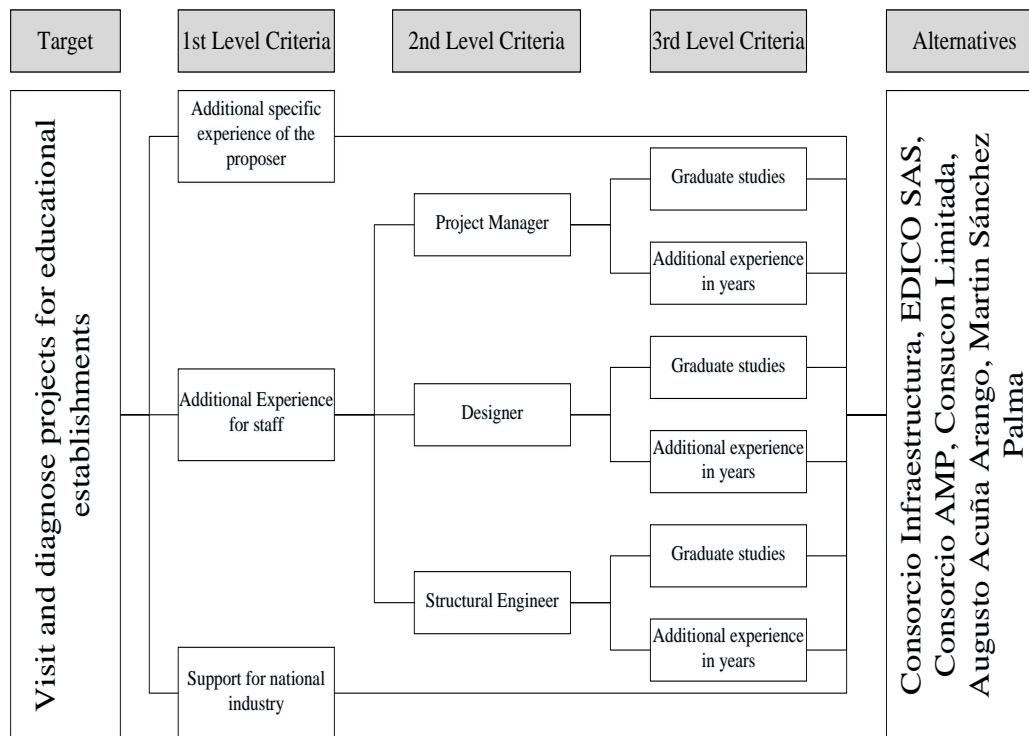 Target
1st Level Criteria
2nd Level Criteria
3rd Level Criteria
Alternatives
Visit and diagnose projects for educational
establishments
Additional specific
experience of the
proposer
Additional Experience
for staff
Support for national
industry
Project Manager
Designer
Structural Engineer
Graduate studies
Additional experience
in years
Graduate studies
Additional experience
in years
Graduate studies
Additional experience
in years
Consorcio Infraestructura, EDICO SAS,
Consorcio AMP, Consucon Limitada,
Augusto Acuña Arango, Martin Sánchez
Palma